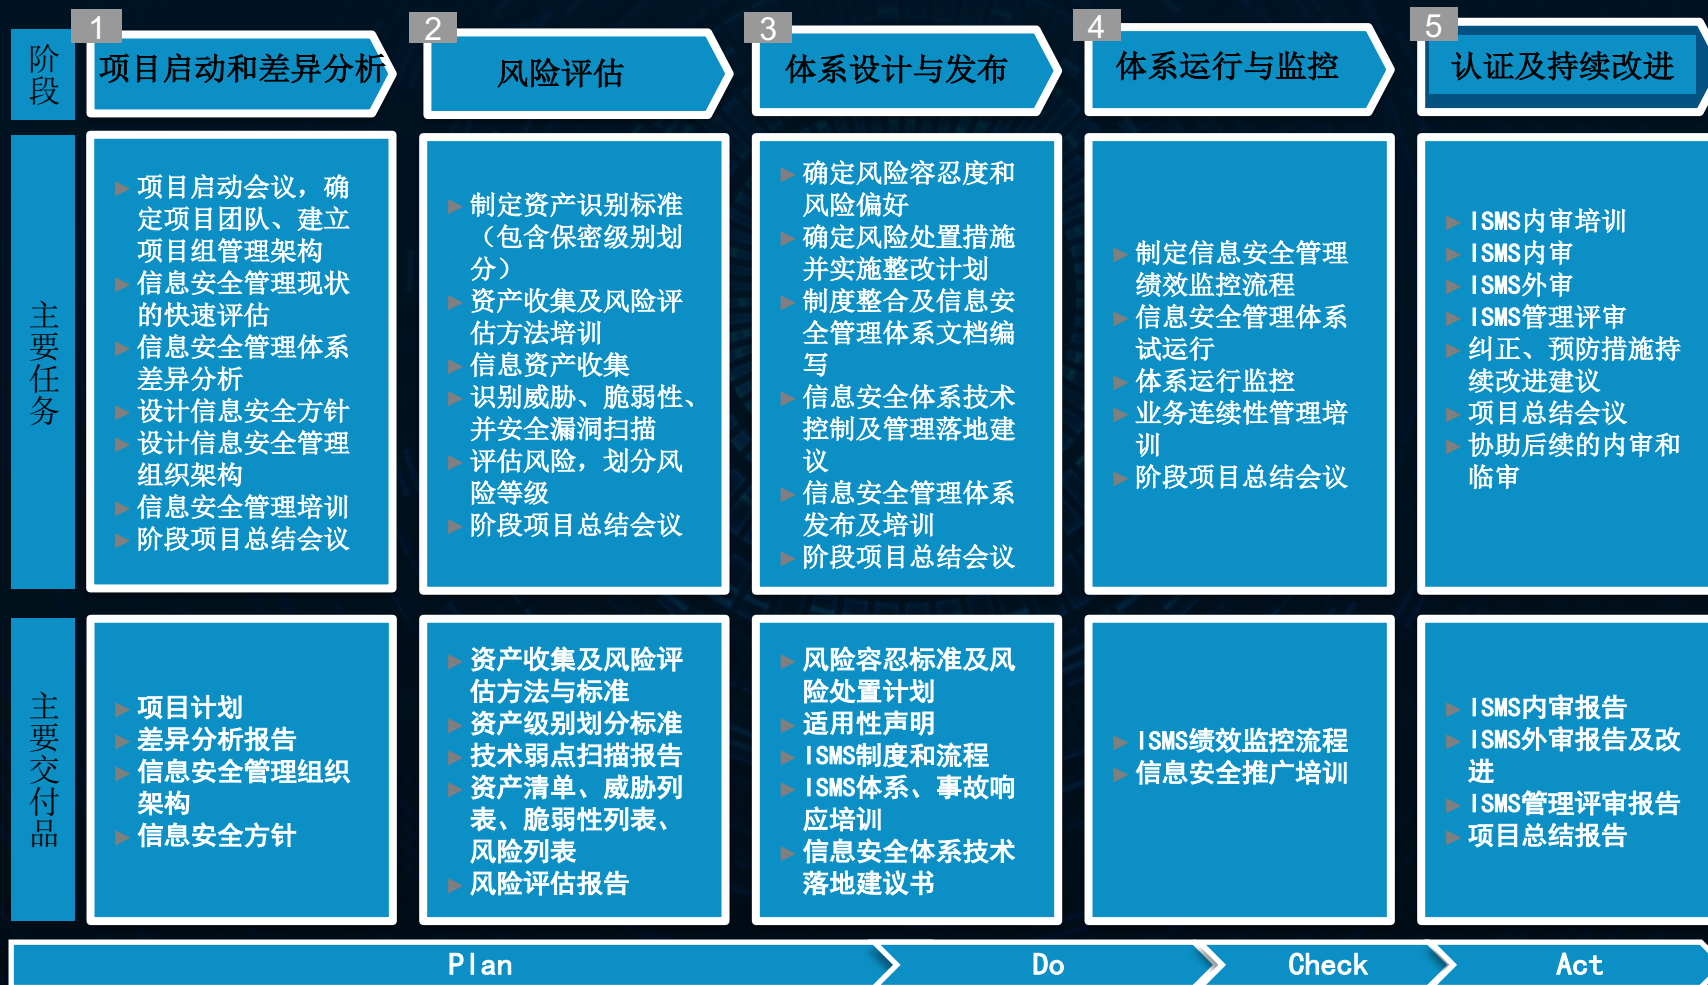 阶段
1
项目启动和差异分析
2
风险评估
3
体系设计与发布
4
体系运行与监控
5
认证及持续改进
主要任务
▶项目启动会议，确
定项目团队、建立
项目组管理架构
▶信息安全管理现状
的快速评估
▶信息安全管理体系
差异分析
▶设计信息安全方针
▶设计信息安全管理
组织架构
▶信息安全管理培训
▶阶段项目总结会议
▶制定资产识别标准
（包含保密级别划
分）
▶资产收集及风险评
估方法培训
▶信息资产收集
▶识别威胁、脆弱性、
并安全漏洞扫描
▶评估风险，划分风
险等级
▶阶段项目总结会议
▶确定风险容忍度和
风险偏好
▶确定风险处置措施
并实施整改计划
▶制度整合及信息安
全管理体系文档编
写
▶信息安全体系技术
控制及管理落地建
议
▶信息安全管理体系
发布及培训
▶阶段项目总结会议
▶制定信息安全管理
绩效监控流程
▶信息安全管理体系
试运行
▶体系运行监控
▶业务连续性管理培
训
▶阶段项目总结会议
▶ISMS内审培训
▶ISMS内审
▶ISMS外审
▶ISMS管理评审
▶纠正、预防措施持
续改进建议
▶项目总结会议
▶协助后续的内审和
临审
主要交付品
▶项目计划
▶差异分析报告
▶信息安全管理组织
架构
▶信息安全方针
▶资产收集及风险评
估方法与标准
▶资产级别划分标准
▶技术弱点扫描报告
▶资产清单、威胁列
表、脆弱性列表、
风险列表
▶风险评估报告
▶风险容忍标准及风
险处置计划
▶适用性声明
▶ISMS制度和流程
▶ISMS体系、事故响
应培训
▶信息安全体系技术
落地建议书
▶ISMS绩效监控流程
▶信息安全推广培训
▶ISMS内审报告
▶ISMS外审报告及改
进
▶ISMS管理评审报告
▶项目总结报告
Plan
Do
Check
Act